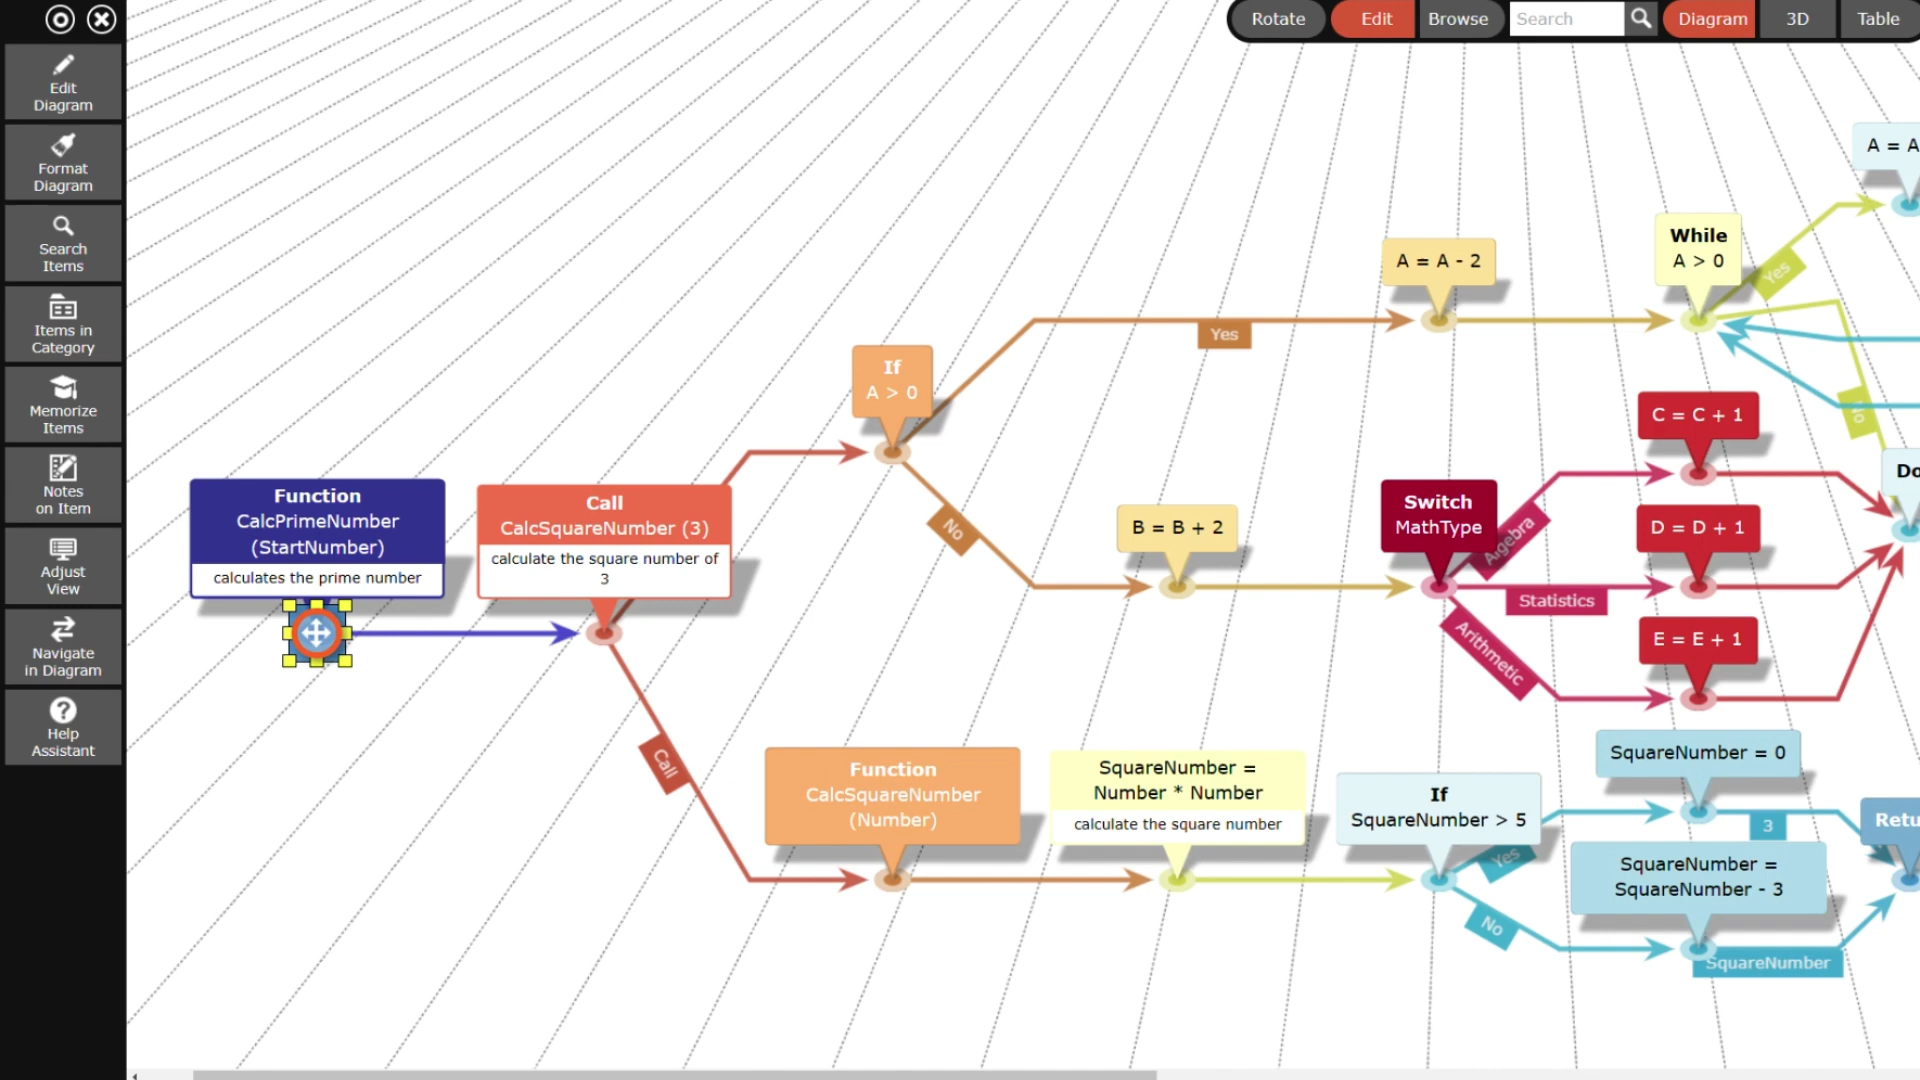 Rotate
Edit
Browse
Search
Diagram
3D
Table
Edit
Diagram
Format
Diagram
Search
Items
Items in
Category
Memorize
Items
Notes
on Item
Adjust
View
Navigate
in Diagram
Help
Assistant
Function
CalcPrimeNumber
(StartNumber)
calculates the prime number
Call
CalcSquareNumber (3)
calculate the square number of
3
If
A > 0
Yes
No
A = A - 2
While
A > 0
Yes
No
A = A
B = B + 2
Switch
MathType
Algebra
Statistics
Arithmetic
C = C + 1
D = D + 1
E = E + 1
Do
Call
Function
CalcSquareNumber
(Number)
SquareNumber =
Number * Number
calculate the square number
If
SquareNumber > 5
Yes
No
SquareNumber = 0
3
SquareNumber =
SquareNumber - 3
SquareNumber
Retu